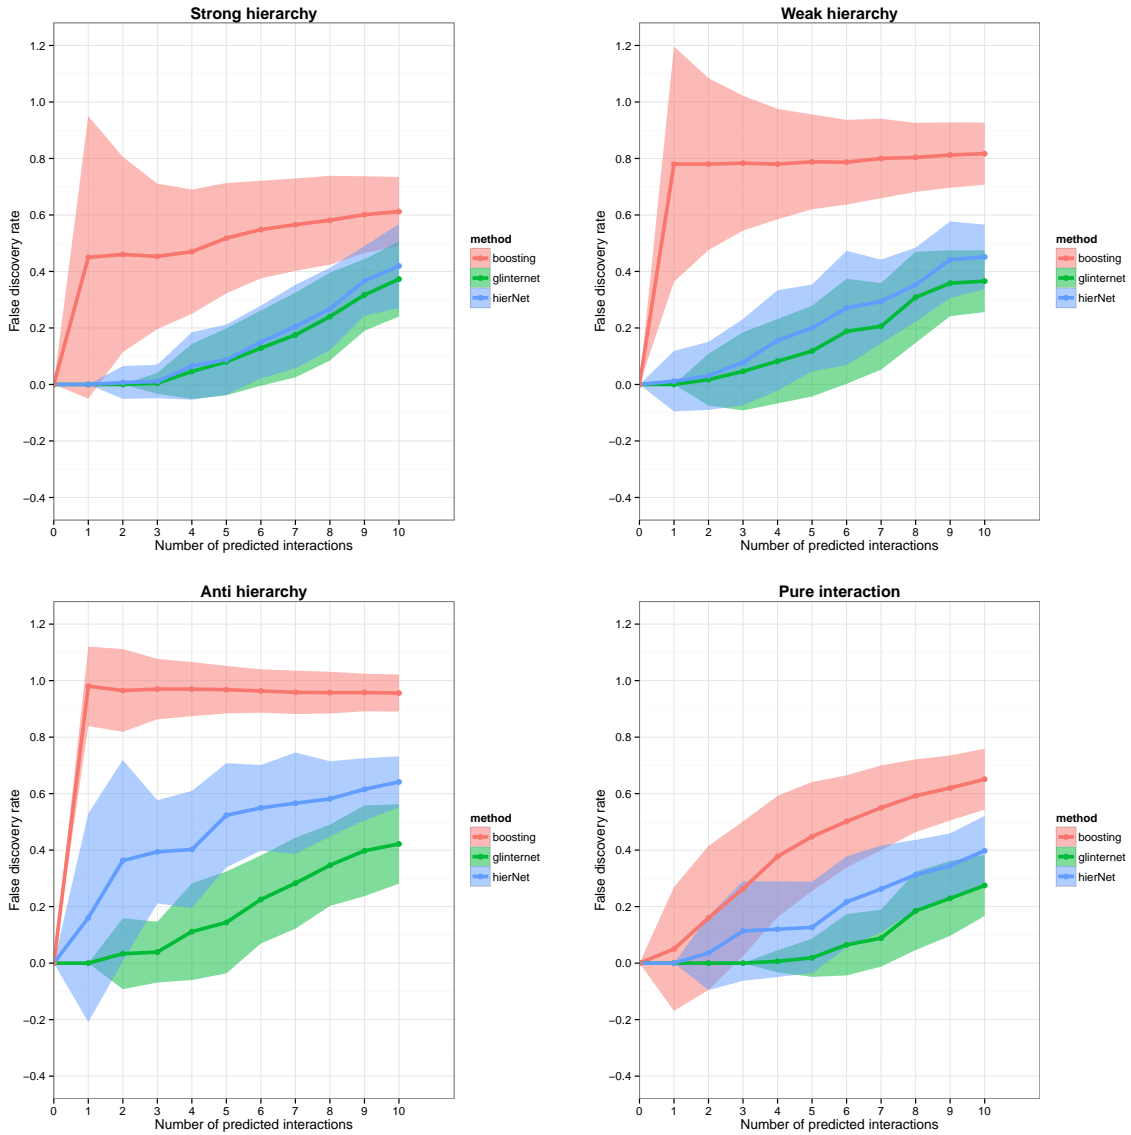 Strong hierarchy
1.2
1.0
0.8
0.6
0.4
0.2
0.0
−0.2
−0.4
False discovery rate
0 1 2 3 4 5 6 7 8 9 10
Number of predicted interactions
method
boosting
glinternet
hierNet
Weak hierarchy
1.2
1.0
0.8
0.6
0.4
0.2
0.0
−0.2
−0.4
False discovery rate
0 1 2 3 4 5 6 7 8 9 10
Number of predicted interactions
method
boosting
glinternet
hierNet
Anti hierarchy
1.2
1.0
0.8
0.6
0.4
0.2
0.0
−0.2
−0.4
False discovery rate
0 1 2 3 4 5 6 7 8 9 10
Number of predicted interactions
method
boosting
glinternet
hierNet
Pure interaction
1.2
1.0
0.8
0.6
0.4
0.2
0.0
−0.2
−0.4
False discovery rate
0 1 2 3 4 5 6 7 8 9 10
Number of predicted interactions
method
boosting
glinternet
hierNet